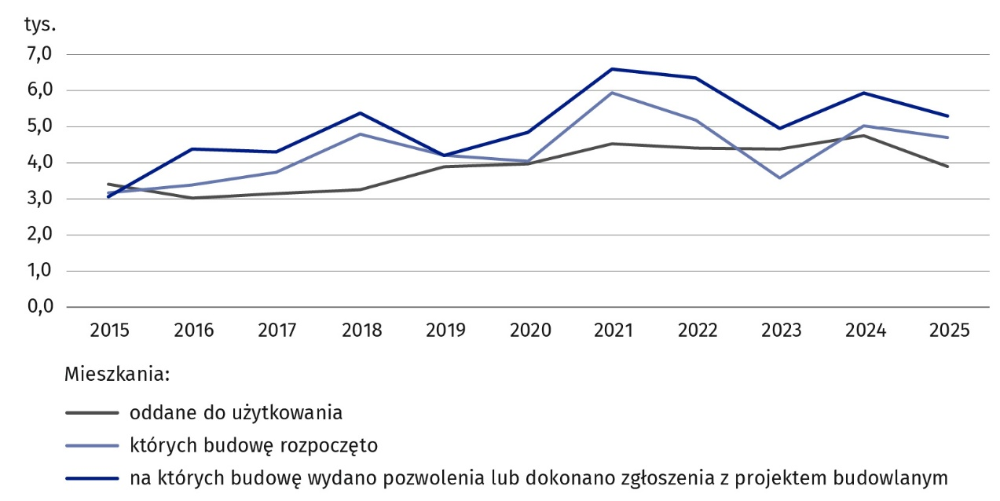 tys.
7,0
6,0
5,0
4,0
3,0
2,0
1,0
0,0
2015 2016 2017 2018 2019 2020 2021 2022 2023 2024 2025
Mieszkania:
oddane do użytkowania
których budowę rozpoczęto
na których budowę wydano pozwolenia lub dokonano zgłoszenia z projektem budowlanym